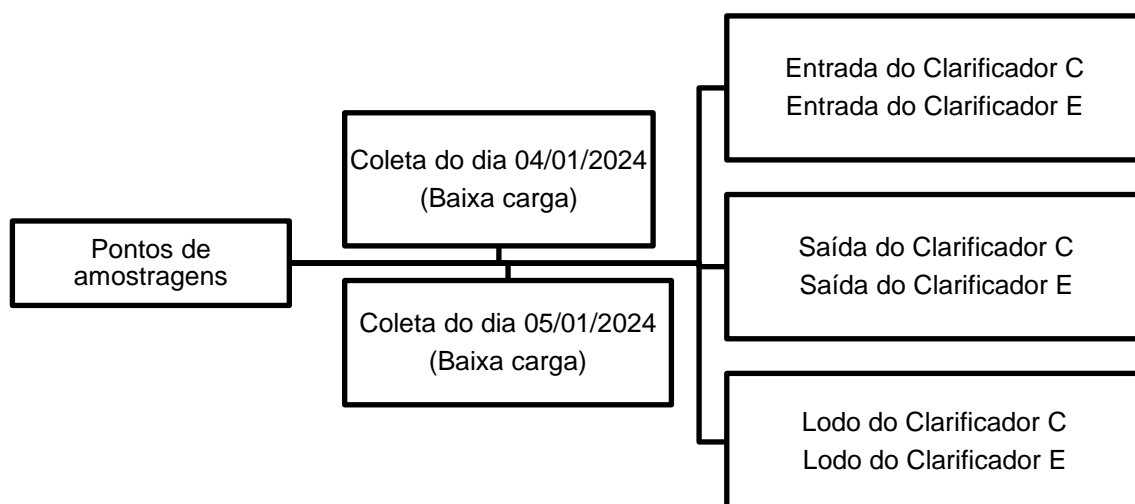 Pontos de
amostragens
Coleta do dia 04/01/2024
(Baixa carga)
Coleta do dia 05/01/2024
(Baixa carga)
Entrada do Clarificador C
Entrada do Clarificador E
Saída do Clarificador C
Saída do Clarificador E
Lodo do Clarificador C
Lodo do Clarificador E